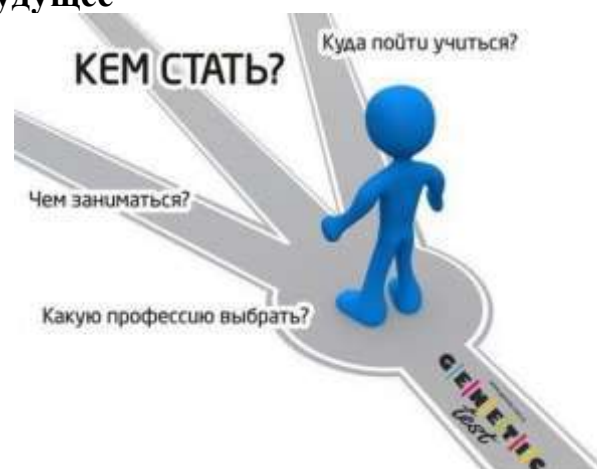 Куда пойти учиться?
КЕМ СТАТЬ?
Чем заниматься?
Какую профессию выбрать?
GENETIC
test